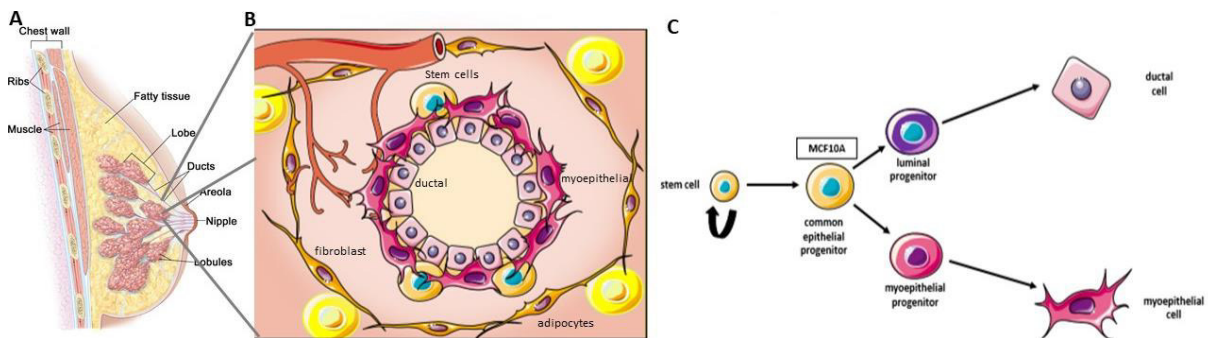 A
Chest wall
Ribs
Fatty tissue
Muscle
Lobe
Ducts
Areola
Nipple
Lobules
B
Stem cells
ductal
myoepithelial
fibroblast
adipocytes
C
ductal
cell
MCF10A
luminal
progenitor
stem cell
common
epithelial
progenitor
myoepithelial
progenitor
myoepithelial
cell